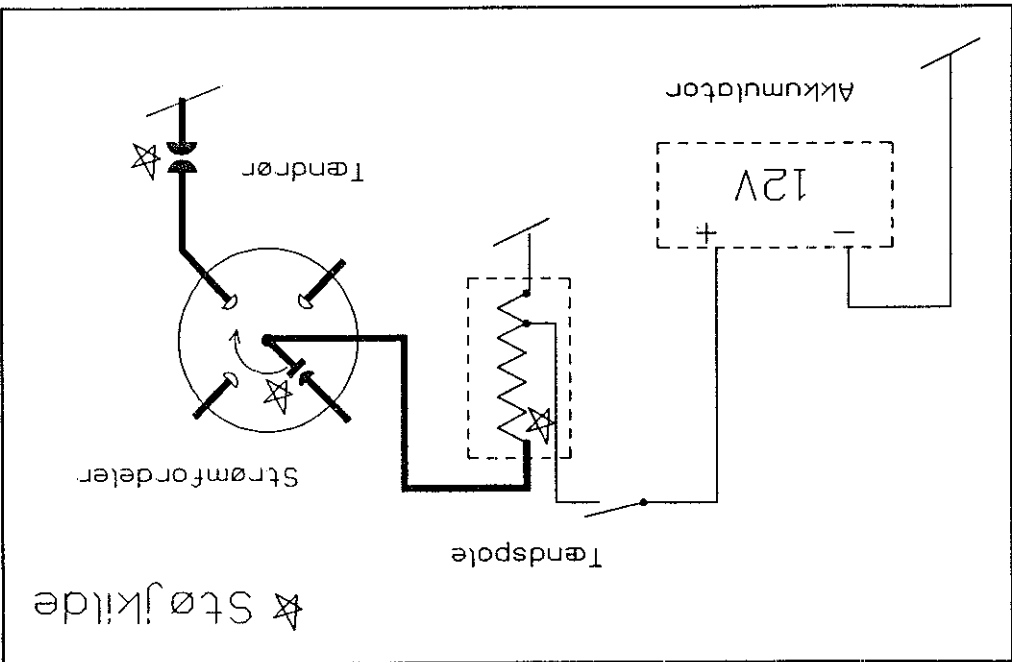 ☆ Støjkilde
Tændspole
Strømfordeler
+ −
12V
Akkumulator
Tændrør